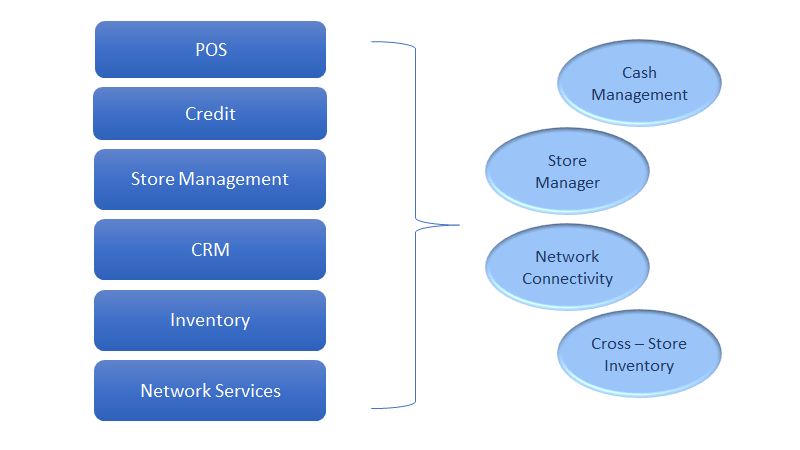 POS
Credit
Store Management
CRM
Inventory
Network Services
Cash
Management
Store
Manager
Network
Connectivity
Cross – Store
Inventory